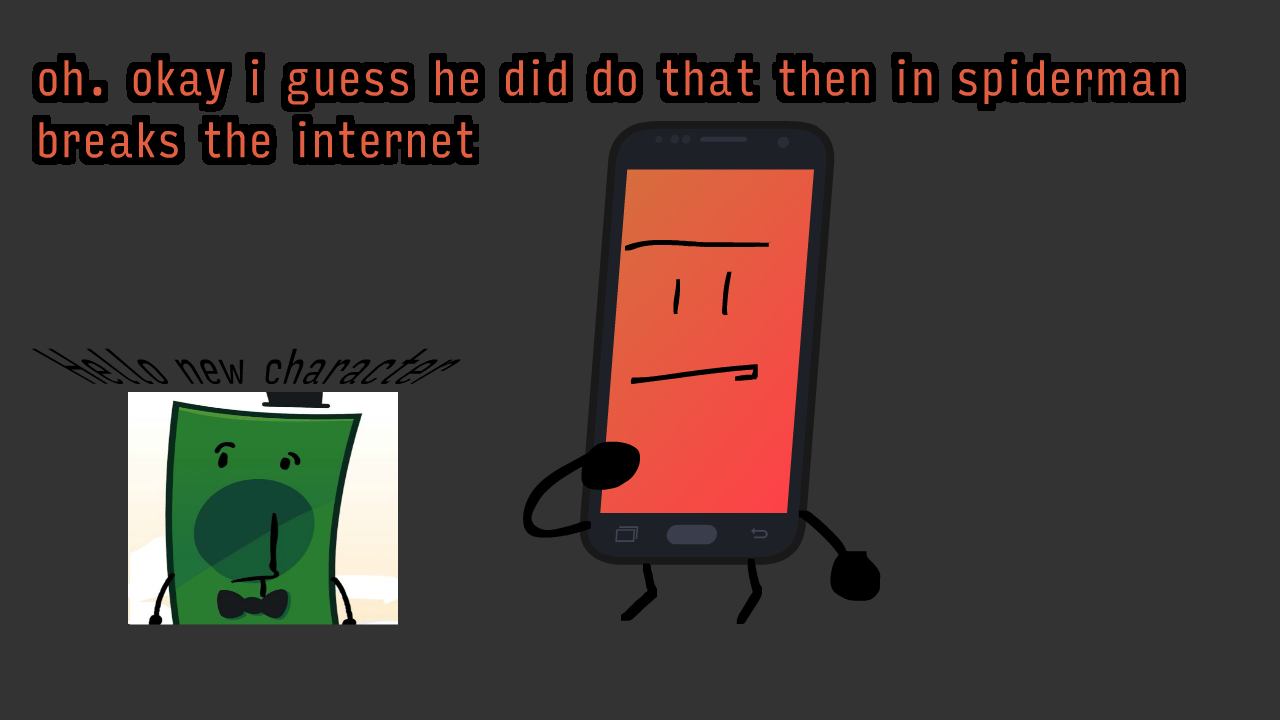 oh. okay i guess he did do that then in spiderman
breaks the internet
Hello new character